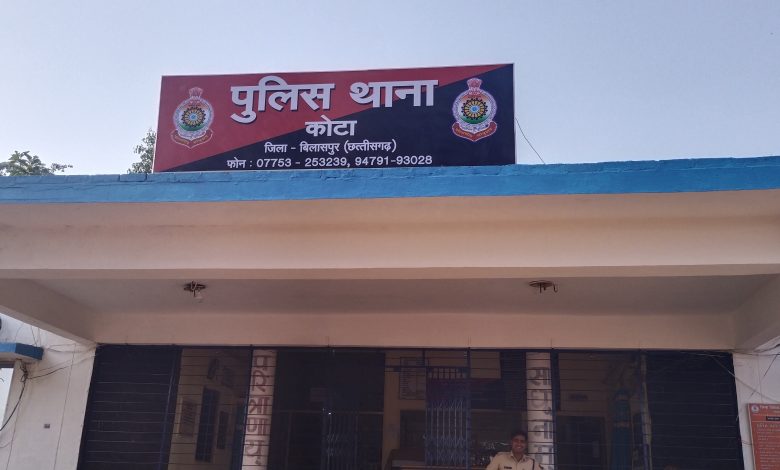 पुलिस थाना
कोटा
जिला - बिलासपुर (छत्तीसगढ़)
फोन : 07753 - 253239, 94791-93028